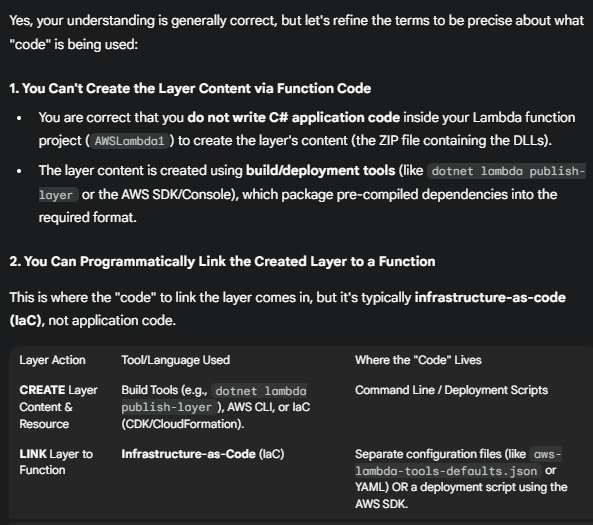 Yes, your understanding is generally correct, but let's refine the terms to be precise about what
"code" is being used:
1. You Can't Create the Layer Content via Function Code
• You are correct that you do not write C# application code inside your Lambda function
project ( AWSLambda1 ) to create the layer's content (the ZIP file containing the DLLs).
• The layer content is created using build/deployment tools (like dotnet lambda publish-
layer or the AWS SDK/Console), which package pre-compiled dependencies into the
required format.
2. You Can Programmatically Link the Created Layer to a Function
This is where the "code" to link the layer comes in, but it's typically infrastructure-as-code
(IaC), not application code.
Layer Action Tool/Language Used Where the "Code" Lives
CREATE Layer Build Tools (e.g., dotnet lambda Command Line / Deployment Scripts
Content & publish-layer ), AWS CLI, or IaC
Resource (CDK/CloudFormation).
LINK Layer to Infrastructure-as-Code (IaC) Separate configuration files (like aws-
Function lambda-tools-defaults.json or
YAML) OR a deployment script using the
AWS SDK.